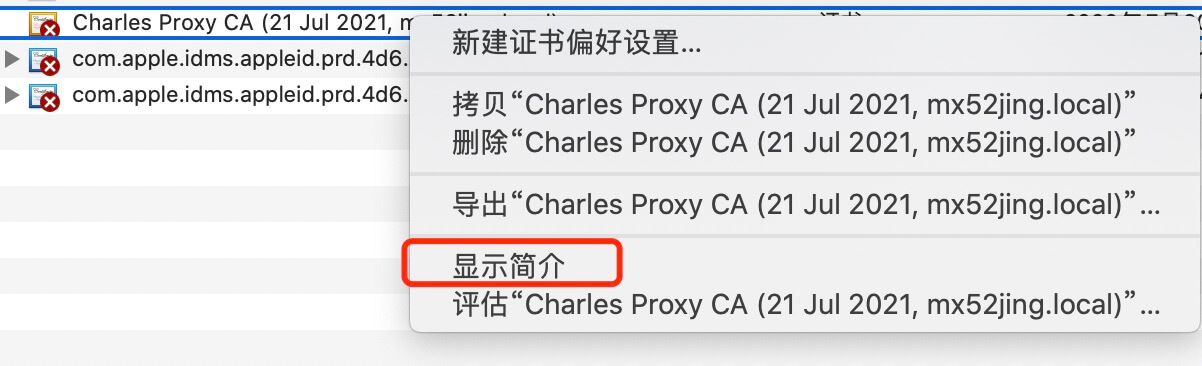 Charles Proxy CA (21 Jul 2021, m
新建证书偏好设置...
com.apple.idms.appleid.prd.4d6.
com.apple.idms.appleid.prd.4d6.
拷贝“Charles Proxy CA (21 Jul 2021, mx52jing.local)”
删除“Charles Proxy CA (21 Jul 2021, mx52jing.local)”
导出“Charles Proxy CA (21 Jul 2021, mx52jing.local)”...
显示简介
评估“Charles Proxy CA (21 Jul 2021, mx52jing.local)”...